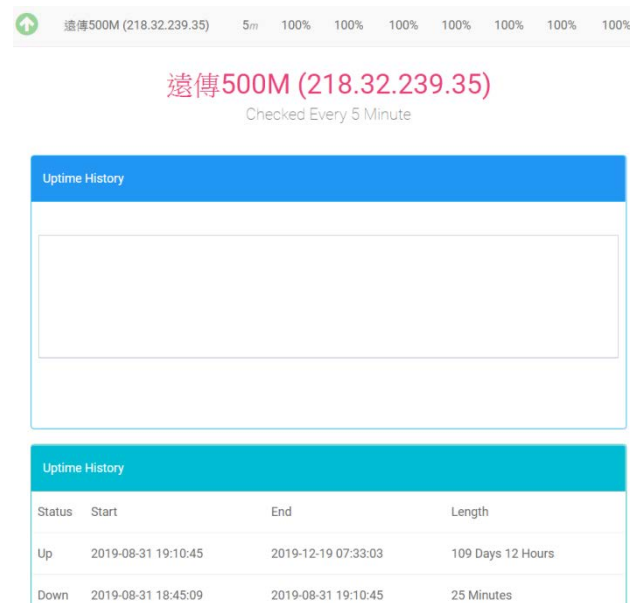 遠傳500M (218.32.239.35) 5m 100% 100% 100% 100% 100% 100% 100%
遠傳500M (218.32.239.35)
Checked Every 5 Minute
Uptime History
Uptime History
Status Start End Length
Up 2019-08-31 19:10:45 2019-12-19 07:33:03 109 Days 12 Hours
Down 2019-08-31 18:45:09 2019-08-31 19:10:45 25 Minutes